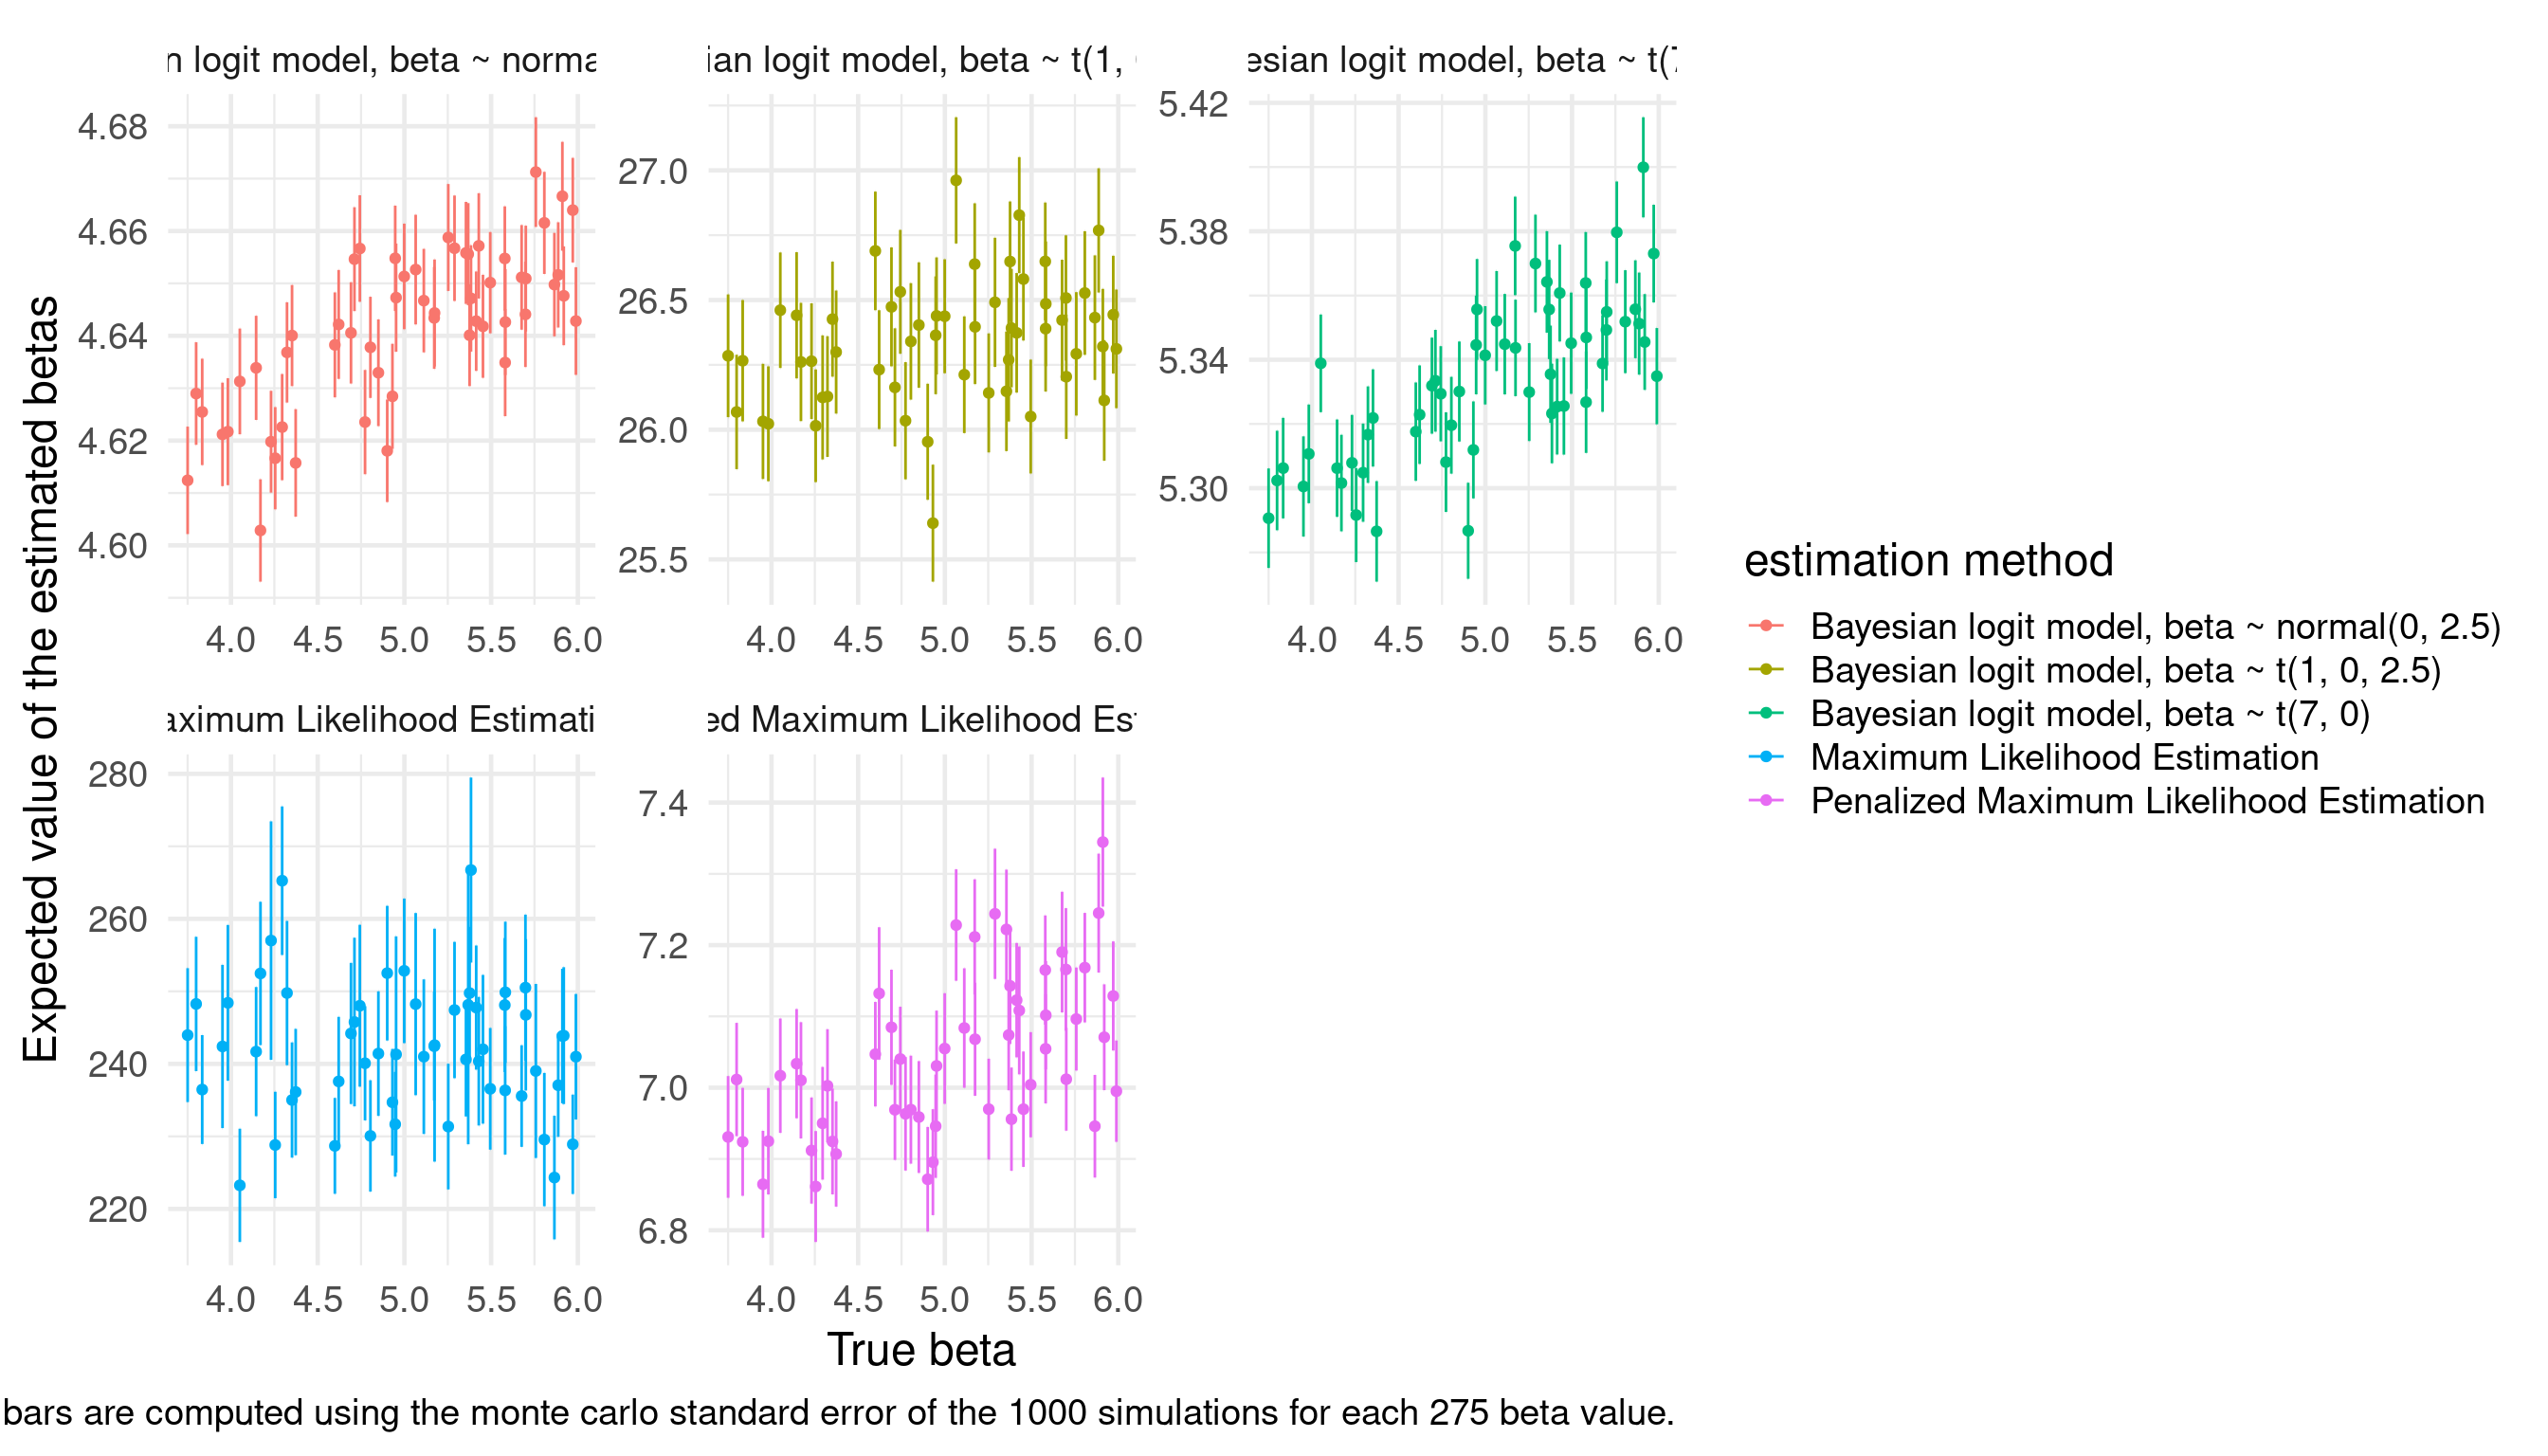 n logit model, beta ~ norma
ian logit model, beta ~ t(1,
esian logit model, beta ~ t(7
4.68
4.66
4.64
4.62
4.60
27.0
26.5
26.0
25.5
5.42
5.38
5.34
5.30
4.0 4.5 5.0 5.5 6.0
4.0 4.5 5.0 5.5 6.0
4.0 4.5 5.0 5.5 6.0
Expected value of the estimated betas
aximum Likelihood Estimati
ed Maximum Likelihood Est
280
260
240
220
7.4
7.2
7.0
6.8
4.0 4.5 5.0 5.5 6.0
4.0 4.5 5.0 5.5 6.0
True beta
estimation method
Bayesian logit model, beta ~ normal(0, 2.5)
Bayesian logit model, beta ~ t(1, 0, 2.5)
Bayesian logit model, beta ~ t(7, 0)
Maximum Likelihood Estimation
Penalized Maximum Likelihood Estimation
bars are computed using the monte carlo standard error of the 1000 simulations for each 275 beta value.